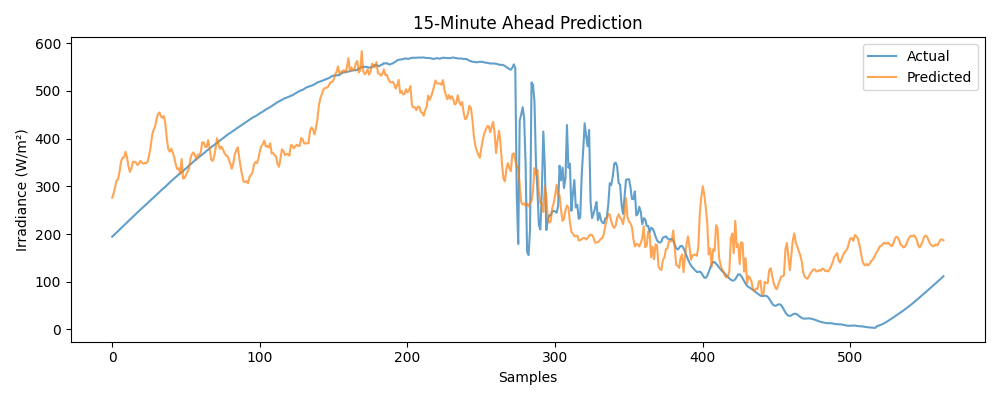 15-Minute Ahead Prediction
Irradiance (W/m²)
600
500
400
300
200
100
0
Actual
Predicted
0 100 200 300 400 500
Samples